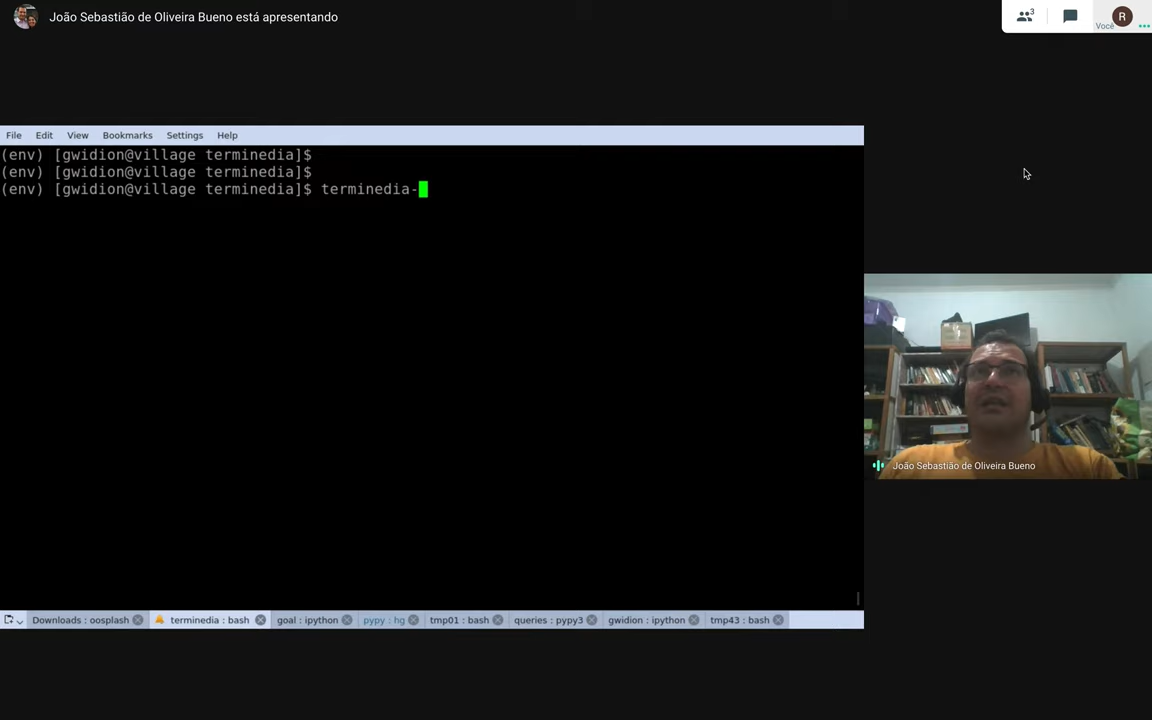 João Sebastião de Oliveira Bueno está apresentando
3
Você
R
File Edit View Bookmarks Settings Help
(env) [gwidion@village terminedia]$
(env) [gwidion@village terminedia]$
(env) [gwidion@village terminedia]$ terminedia-
João Sebastião de Oliveira Bueno
Downloads : oosplash terminedia : bash goal : ipython pypy : hg tmp01 : bash queries : pypy3 gwidion : ipython tmp43 : bash